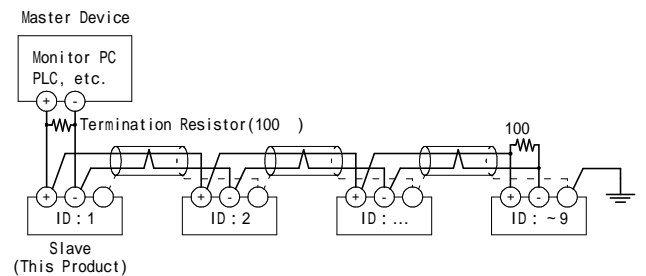 Master Device
Monitor PC
PLC, etc.
+ -
Termination Resistor(100 )
100
+ - + - + - + -
ID:1 ID:2 ID:... ID:~9
Slave
(This Product)